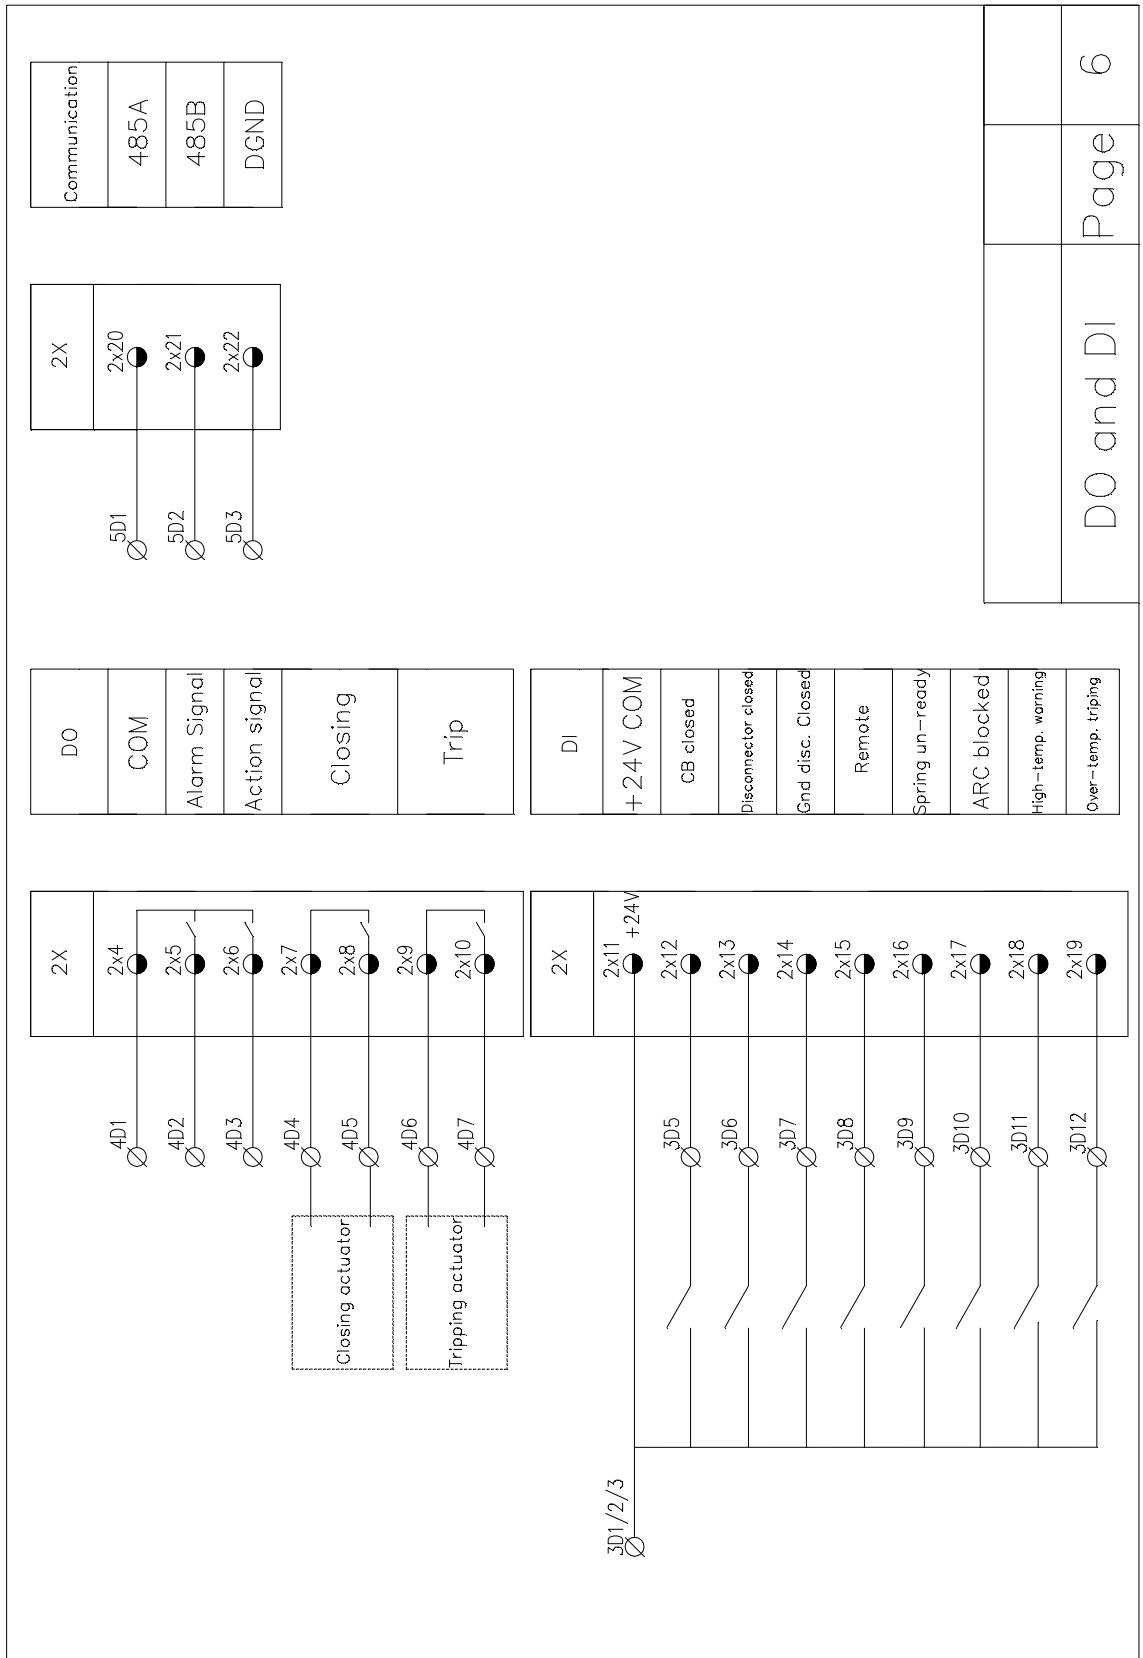 Communication
485A
485B
DGND
2X
2x20
2x21
2x22
5D1
5D2
5D3
DO
COM
Alarm Signal
Action signal
Closing
Trip
2X
2x4
2x5
2x6
2x7
2x8
2x9
2x10
4D1
4D2
4D3
4D4
4D5
4D6
4D7
Closing actuator
Tripping actuator
DI
+24V COM
CB closed
Disconnector closed
Gnd disc. Closed
Remote
Spring un-ready
ARC blocked
High-temp. warning
Over-temp. triping
2X
2x11
+24V
2x12
2x13
2x14
2x15
2x16
2x17
2x18
2x19
3D5
3D6
3D7
3D8
3D9
3D10
3D11
3D12
3D1/2/3
DO and DI
Page
6